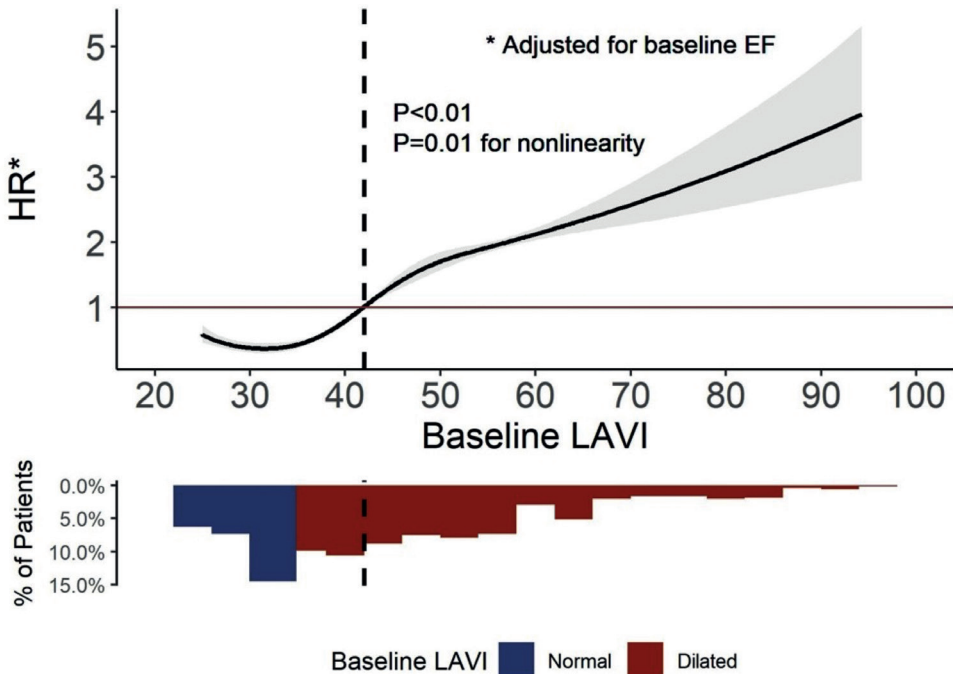 * Adjusted for baseline EF
P<0.01
P=0.01 for nonlinearity
HR*
5
4
3
2
1
20 30 40 50 60 70 80 90 100
Baseline LAVI
% of Patients
0.0%
5.0%
10.0%
15.0%
Baseline LAVI Normal Dilated